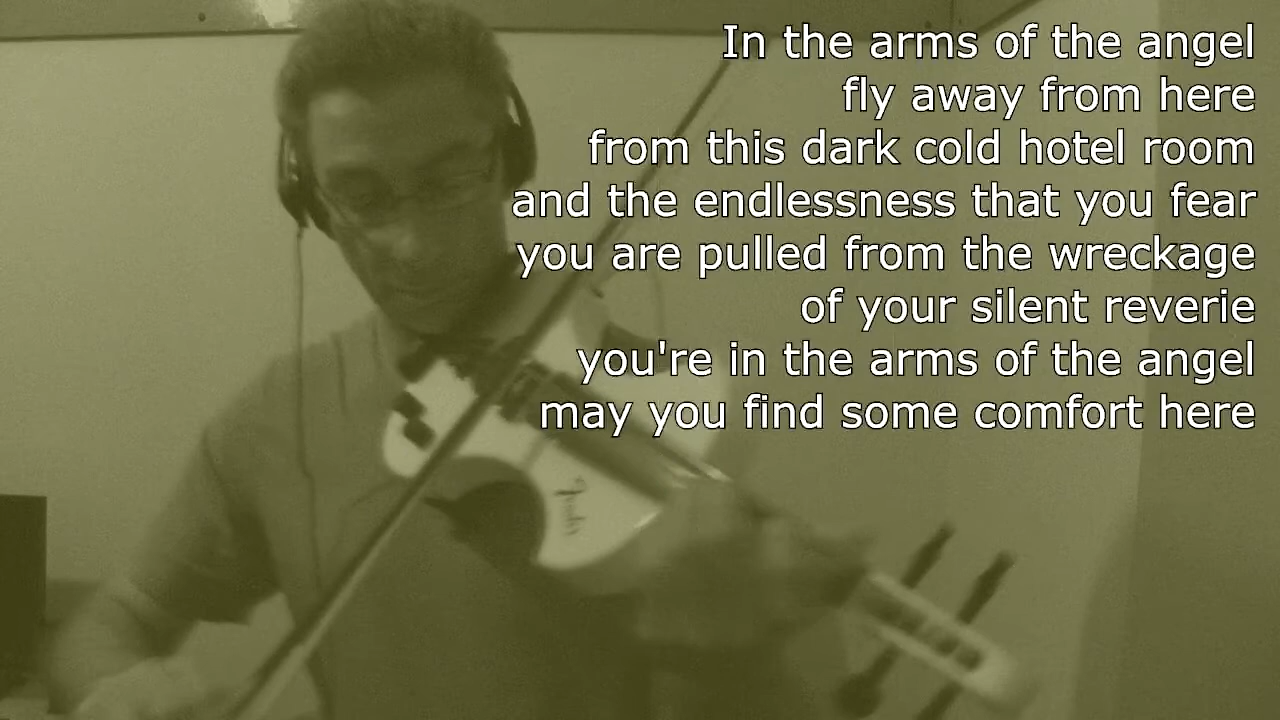 In the arms of the angel
fly away from here
from this dark cold hotel room
and the endlessness that you fear
you are pulled from the wreckage
of your silent reverie
you're in the arms of the angel
may you find some comfort here
Fender